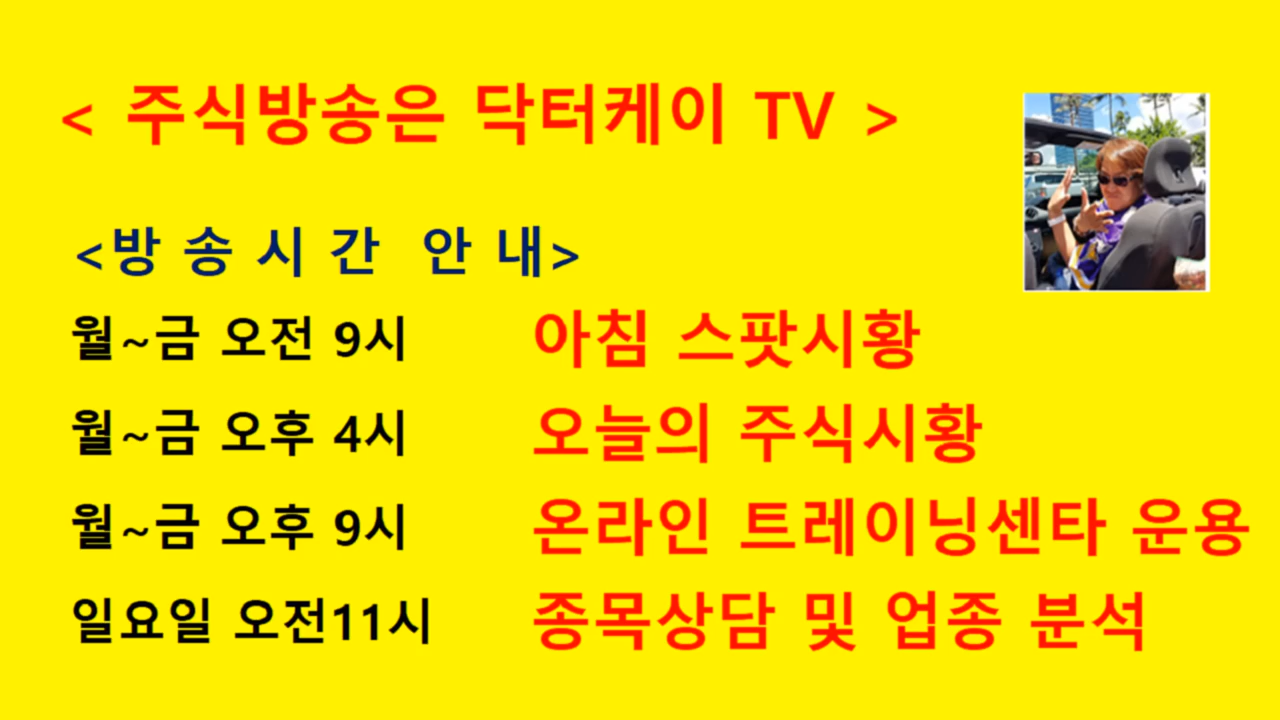 < 주식방송은 닥터케이 TV >
<방 송 시 간 안 내>
월~금 오전 9시 아침 스팟시황
월~금 오후 4시 오늘의 주식시황
월~금 오후 9시 온라인 트레이닝센타 운용
일요일 오전11시 종목상담 및 업종 분석